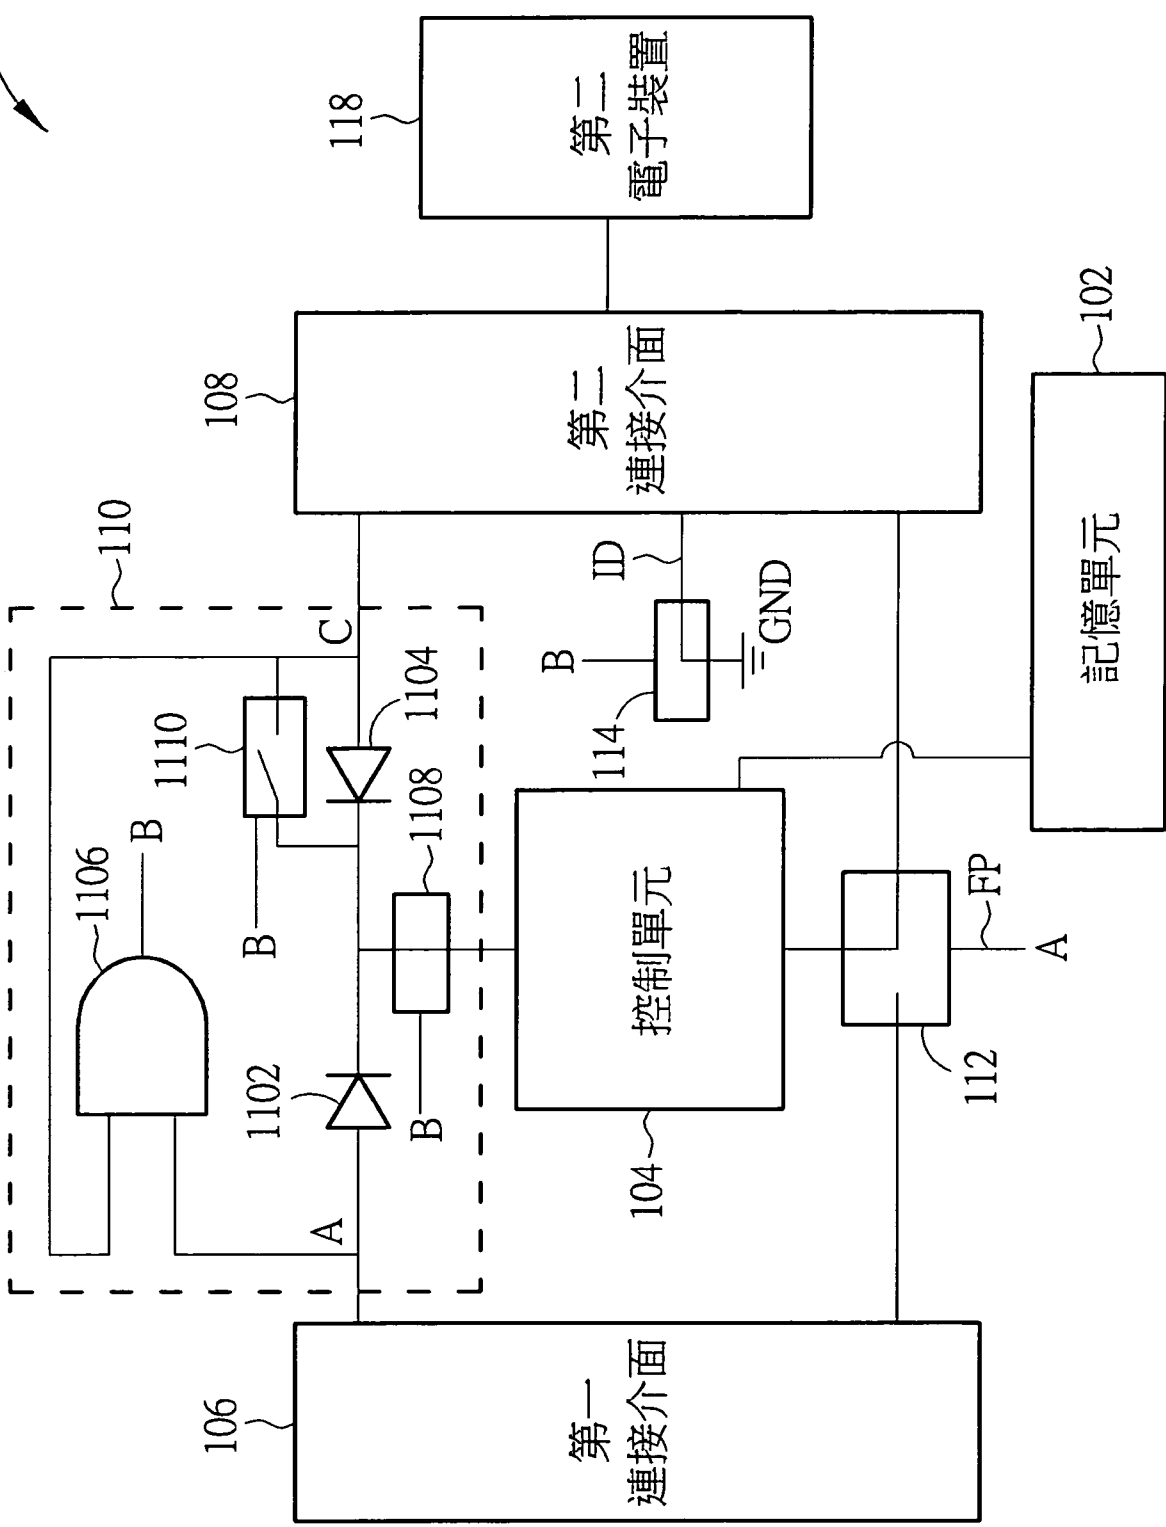 110
1106
B
1110
B
C
A
1102
1104
1108
B
106
第一
連接介面
108
第二
連接介面
118
第二
電子裝置
104
控制單元
B
ID
114
GND
112
FP
A
102
記憶單元